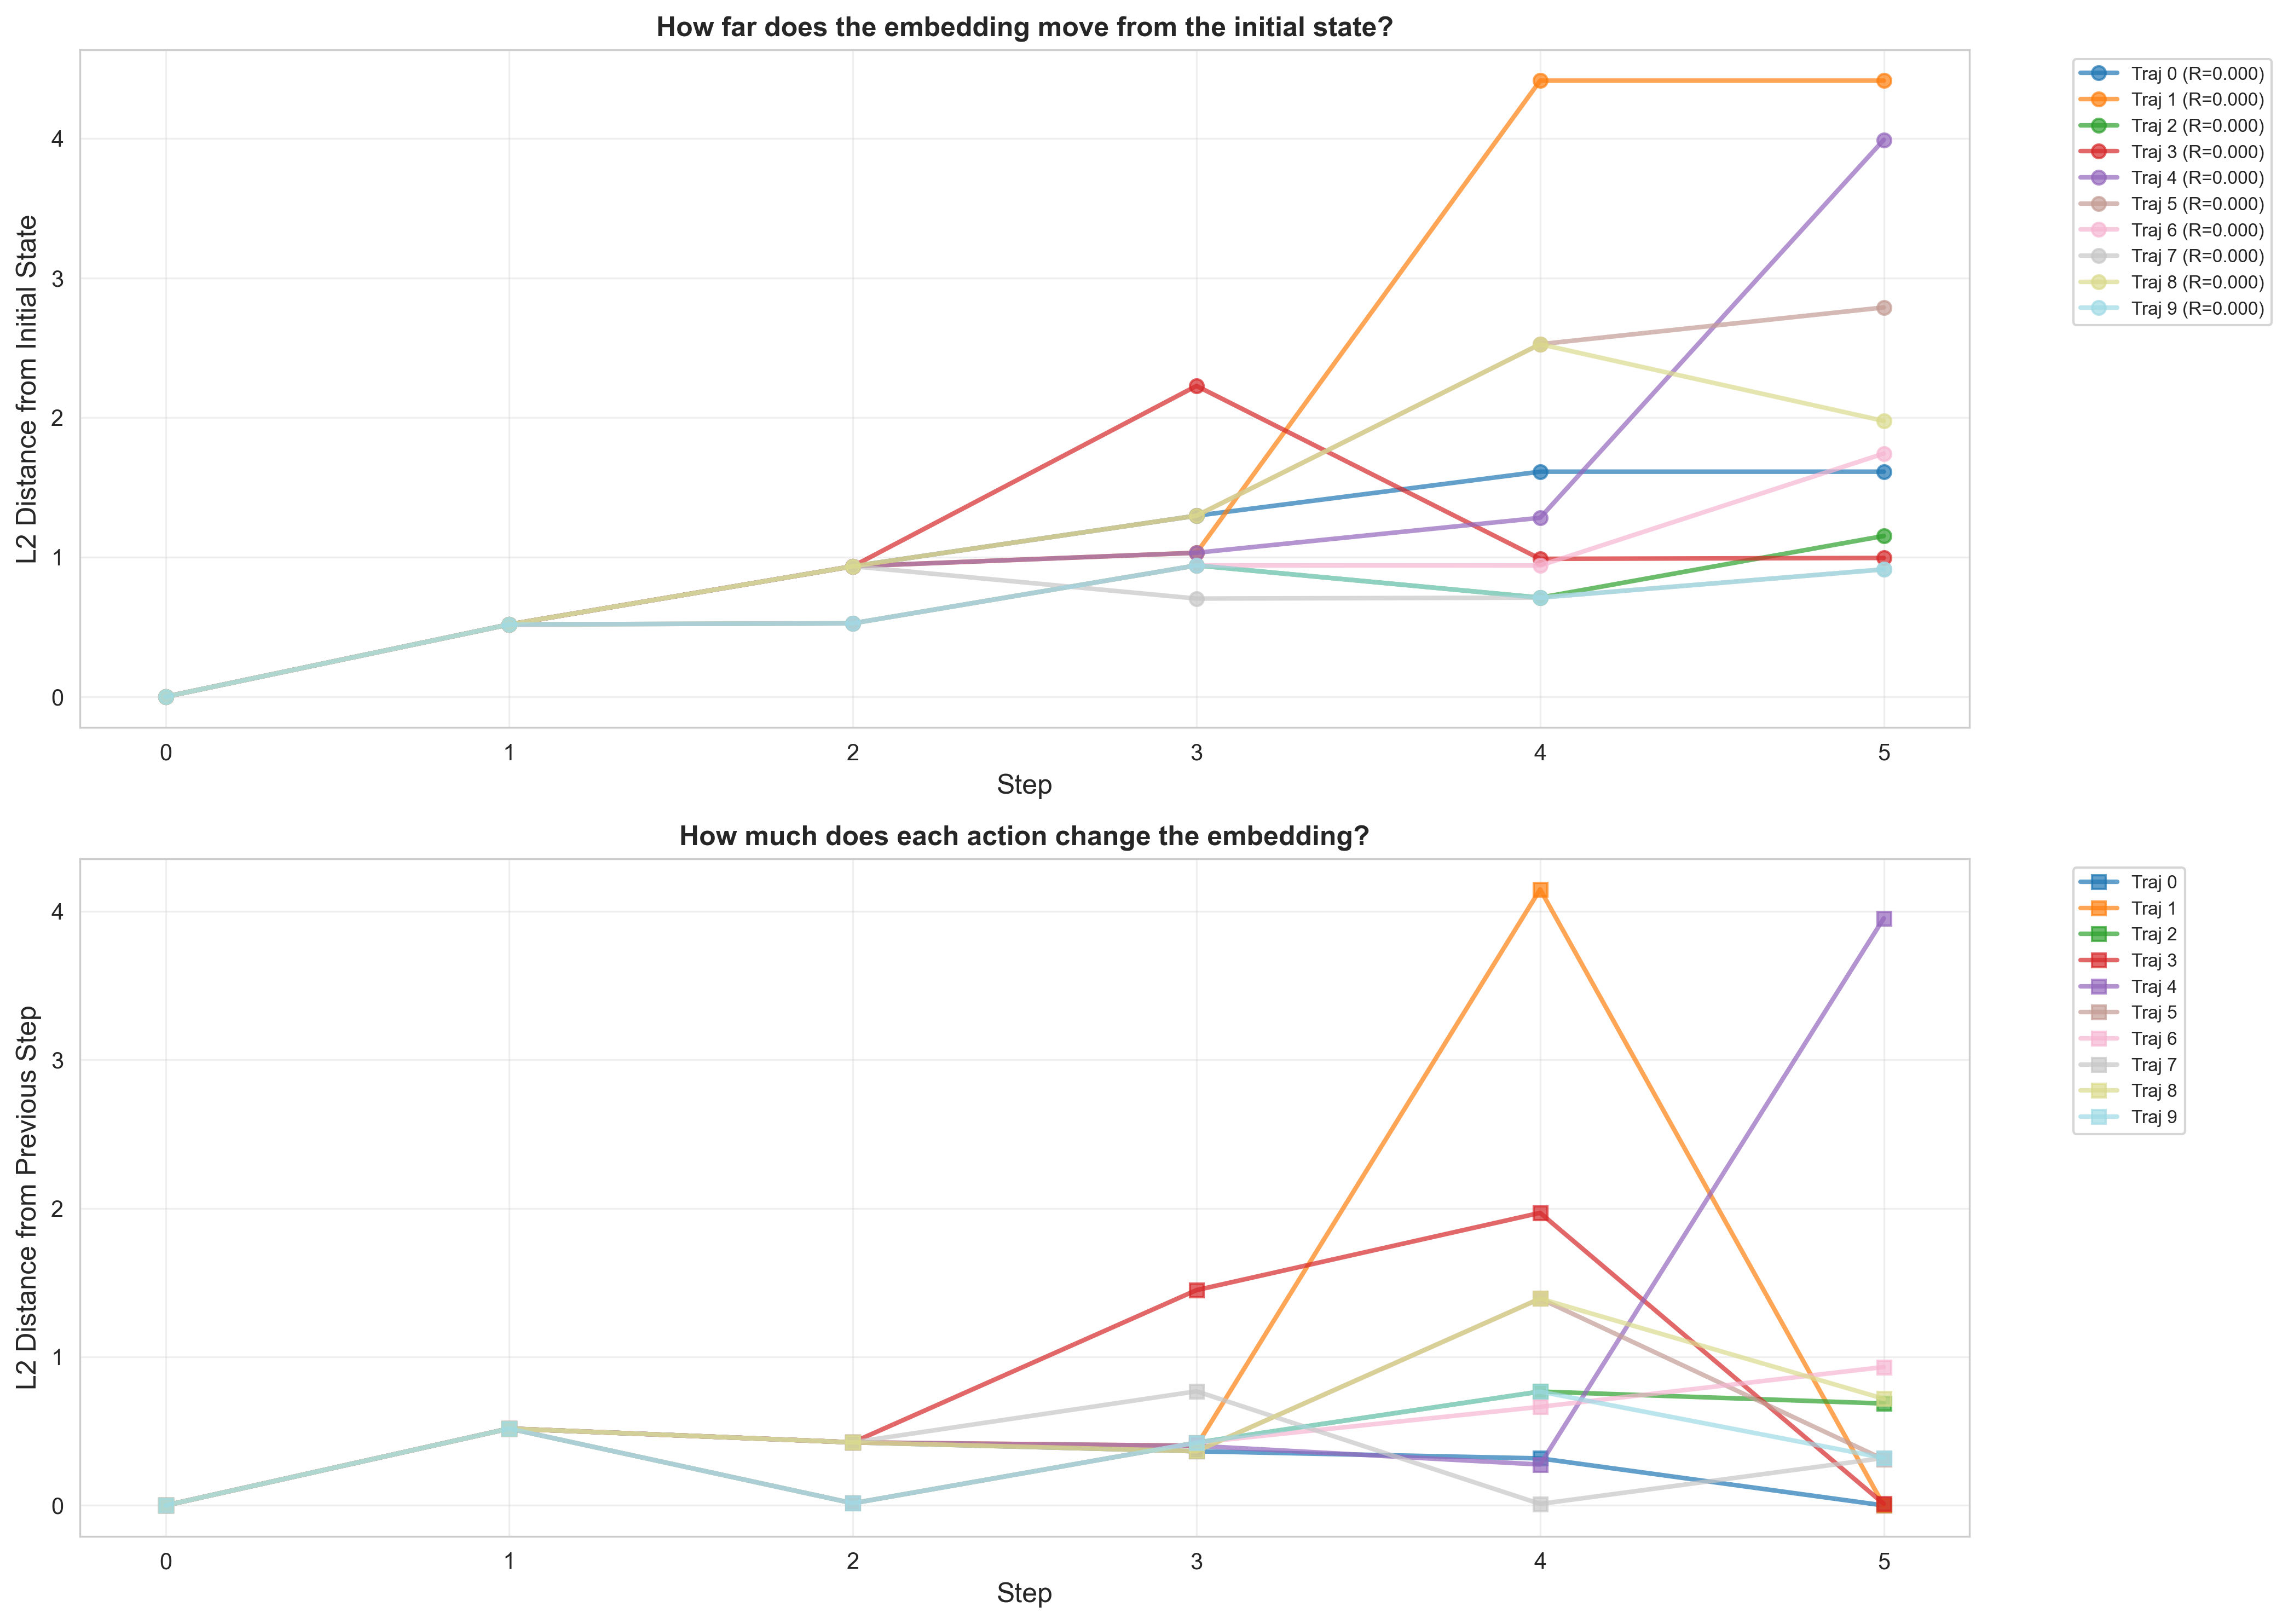 How far does the embedding move from the initial state?
L2 Distance from Initial State
4
3
2
1
0
0 1 2 3 4 5
Step
Traj 0 (R=0.000)
Traj 1 (R=0.000)
Traj 2 (R=0.000)
Traj 3 (R=0.000)
Traj 4 (R=0.000)
Traj 5 (R=0.000)
Traj 6 (R=0.000)
Traj 7 (R=0.000)
Traj 8 (R=0.000)
Traj 9 (R=0.000)
How much does each action change the embedding?
L2 Distance from Previous Step
4
3
2
1
0
0 1 2 3 4 5
Step
Traj 0
Traj 1
Traj 2
Traj 3
Traj 4
Traj 5
Traj 6
Traj 7
Traj 8
Traj 9